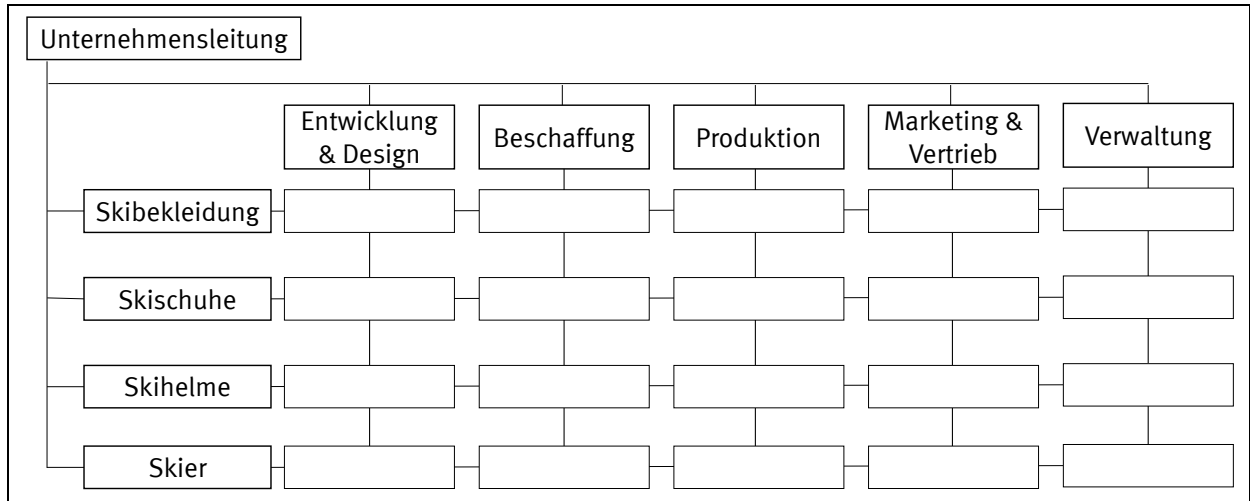 Unternehmensleitung
Entwicklung
& Design
Beschaffung
Produktion
Marketing &
Vertrieb
Verwaltung
Skibekleidung
Skischuhe
Skihelme
Skier